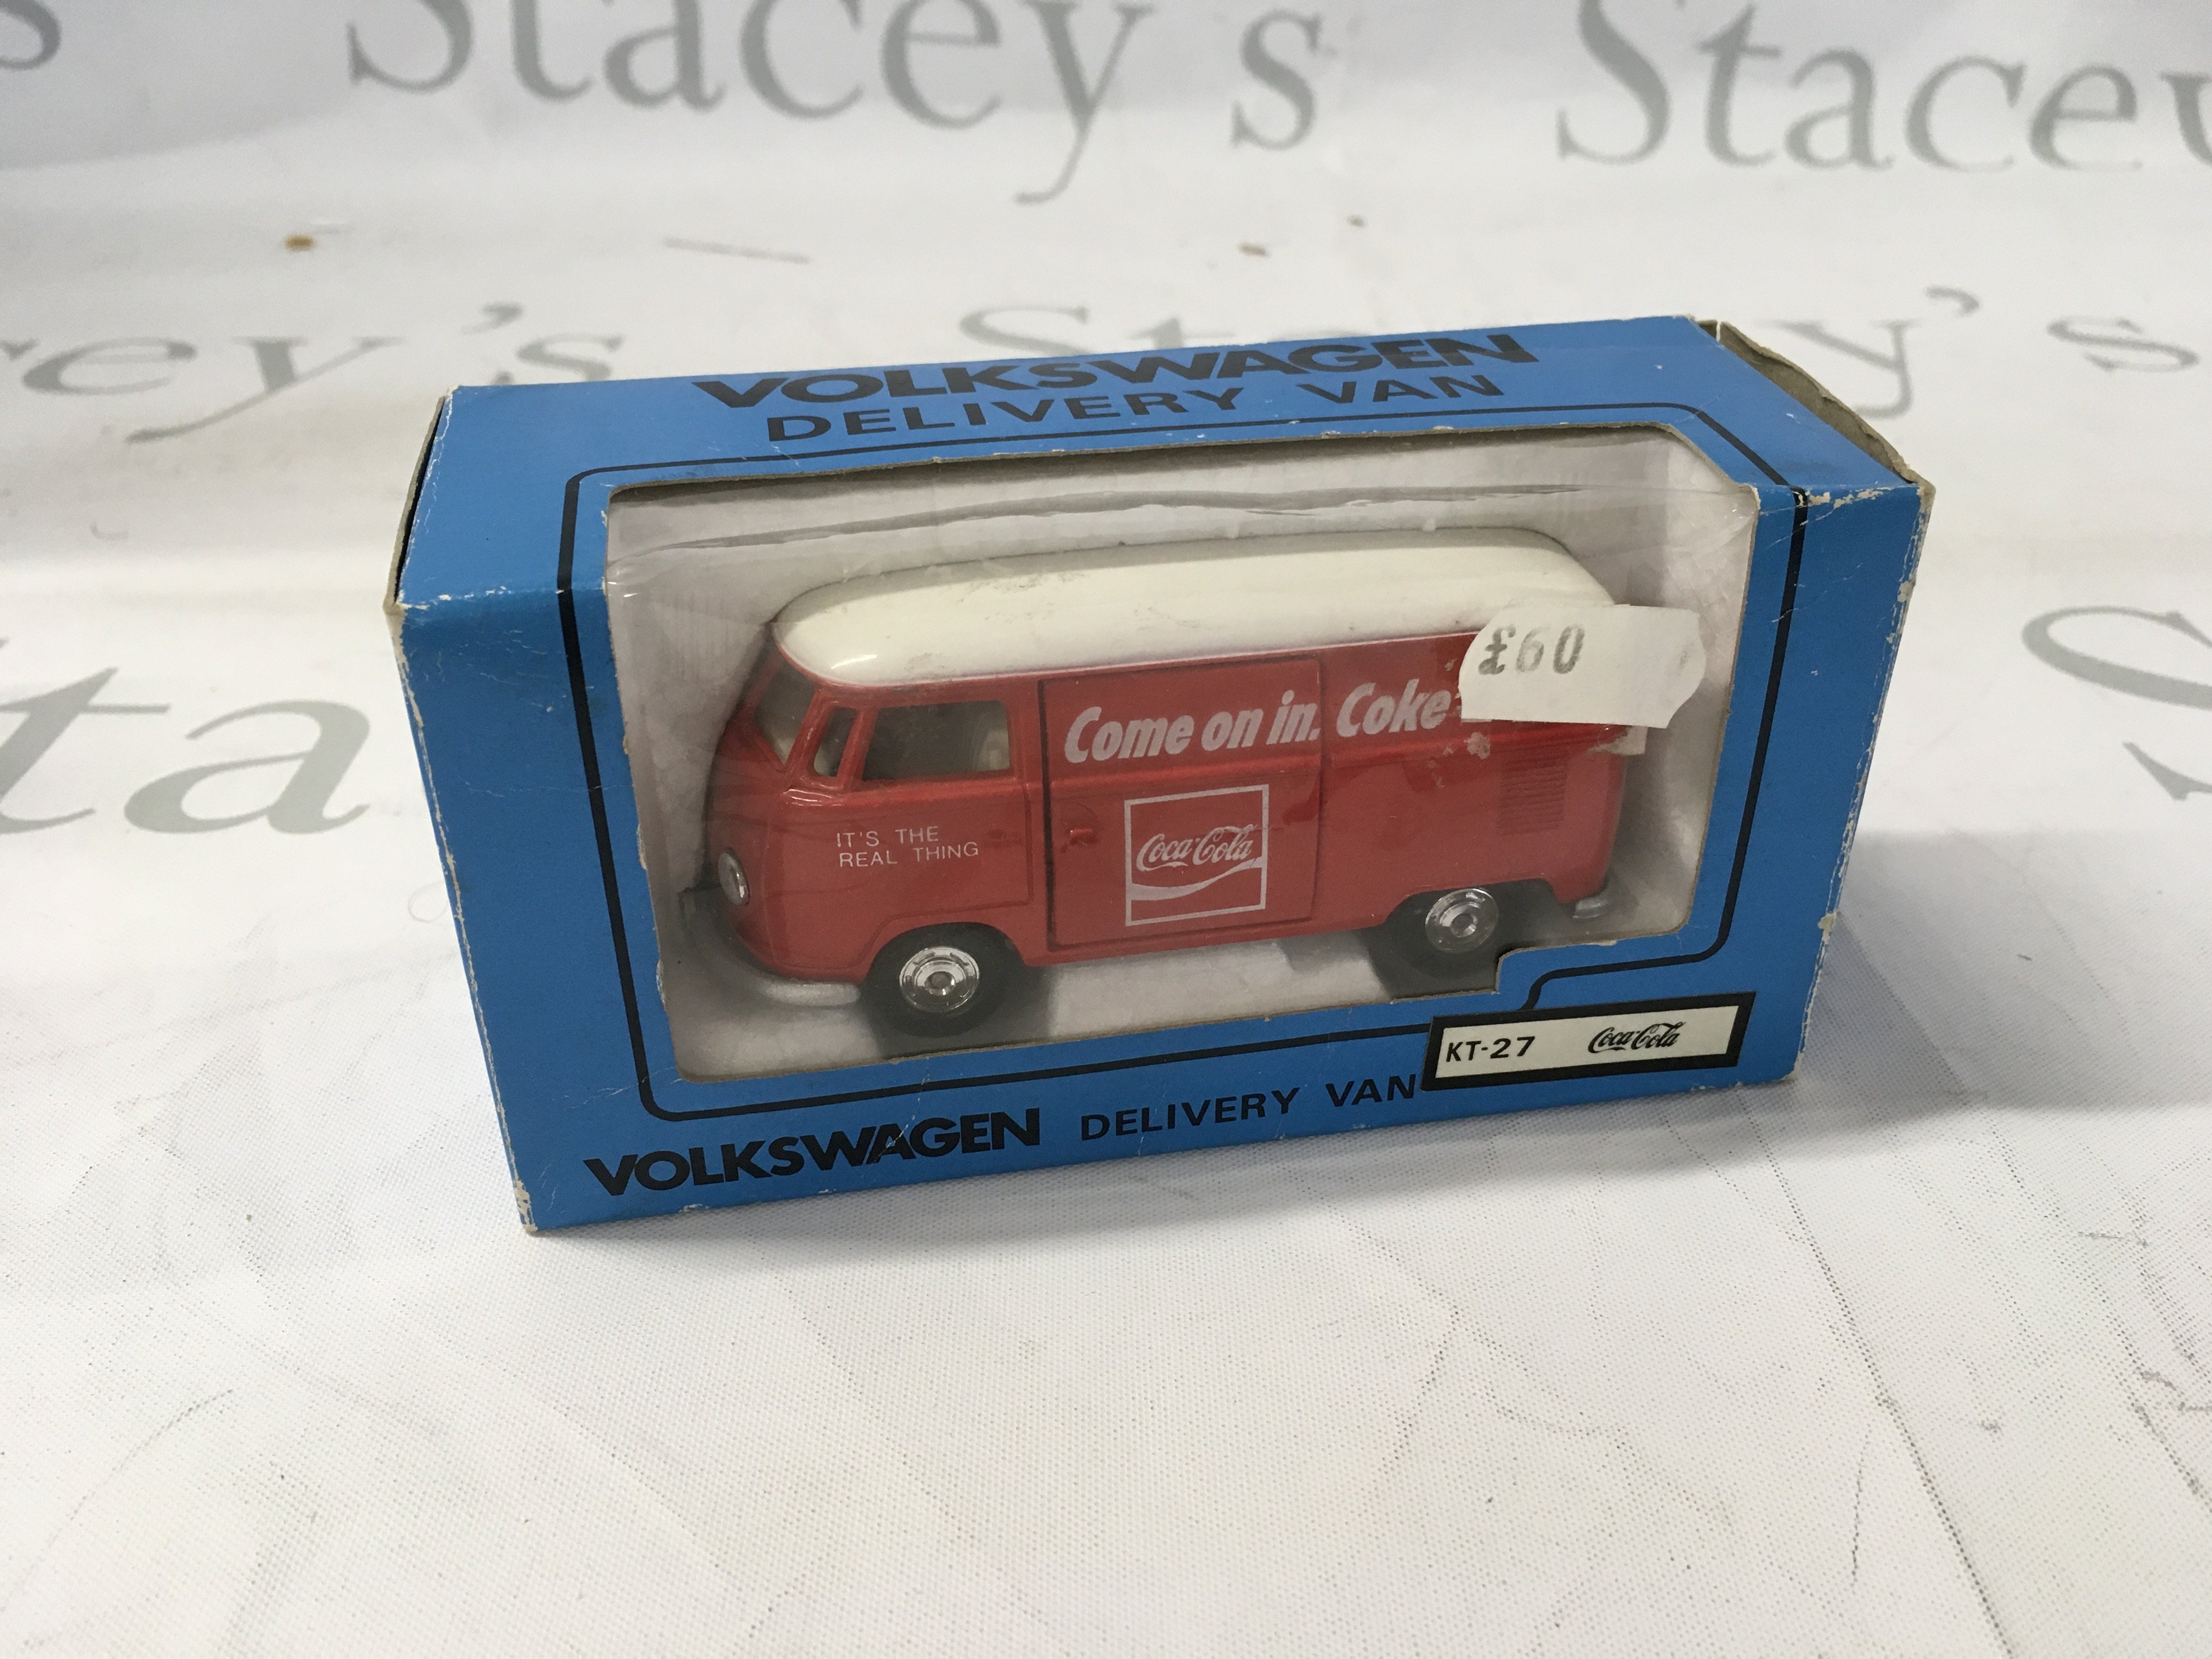 Stacey's
Stacey
VOLKSWAGEN
DELIVERY VAN
£60
Come on in. Coke
IT'S THE
REAL THING
Coca-Cola
KT-27 Coca-Cola
VOLKSWAGEN DELIVERY VAN